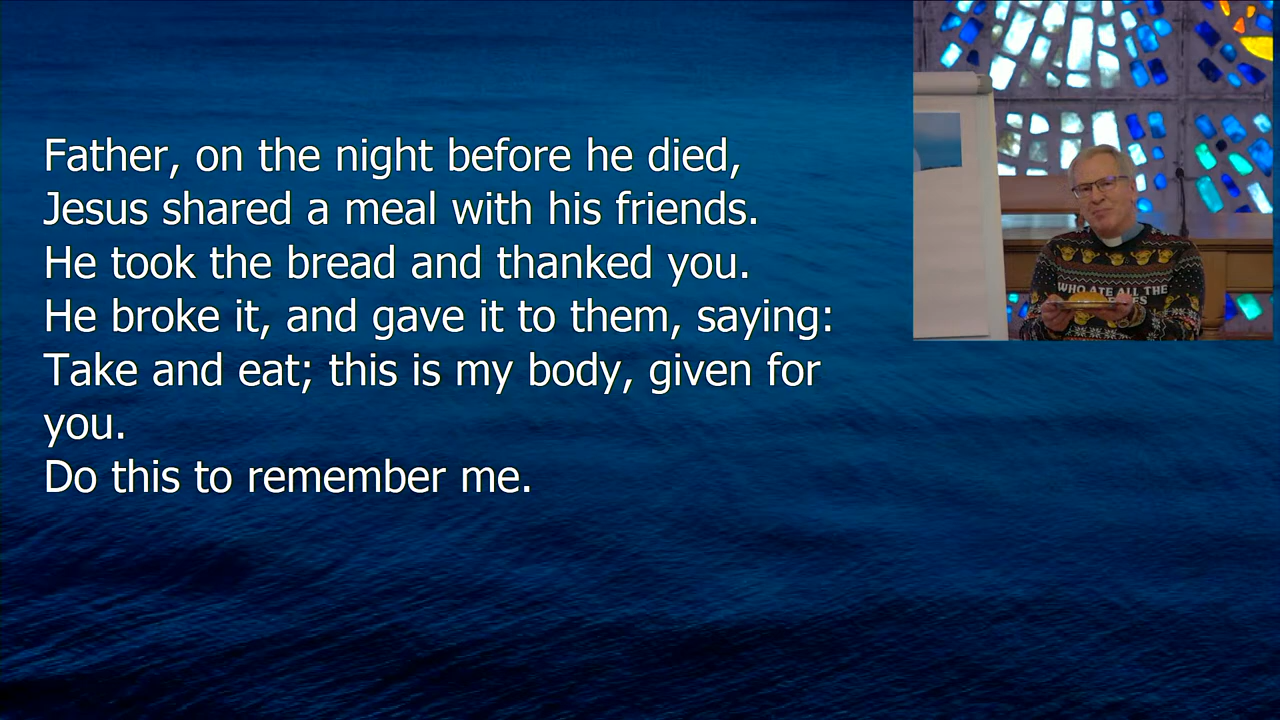 Father, on the night before he died,
Jesus shared a meal with his friends.
He took the bread and thanked you.
He broke it, and gave it to them, saying:
Take and eat; this is my body, given for
you.
Do this to remember me.
WHO ATE ALL THE